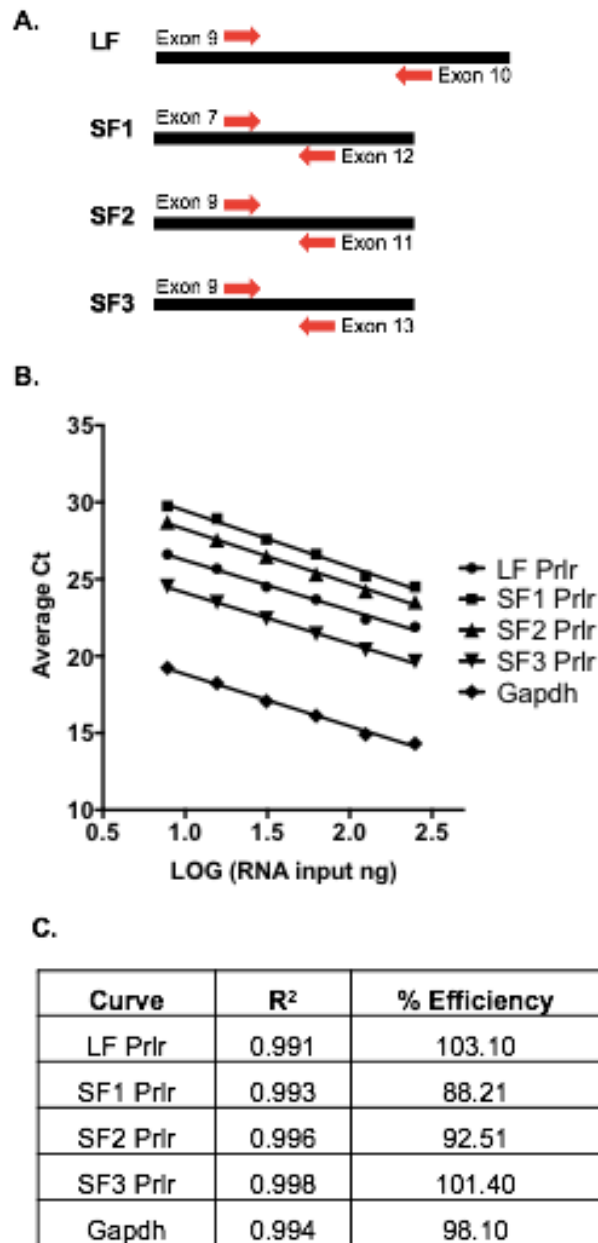 A.
LF
Exon 9
Exon 10
SF1
Exon 7
Exon 12
SF2
Exon 9
Exon 11
SF3
Exon 9
Exon 13
B.
35
30
25
20
15
10
Average Ct
0.5 1.0 1.5 2.0 2.5
LOG (RNA input ng)
LF Prlr
SF1 Prlr
SF2 Prlr
SF3 Prlr
Gapdh
C.
Curve R² % Efficiency
LF Prlr 0.991 103.10
SF1 Prlr 0.993 88.21
SF2 Prlr 0.996 92.51
SF3 Prlr 0.998 101.40
Gapdh 0.994 98.10